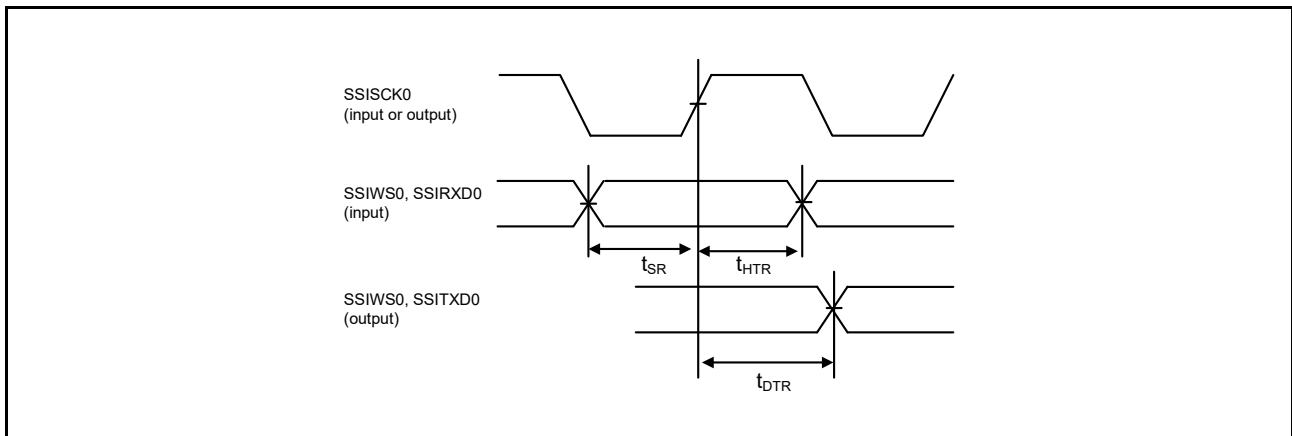 SSISCK0
(input or output)
SSIWS0, SSIRXD0
(input)
tSR
tHTR
SSIWS0, SSITXD0
(output)
tDTR